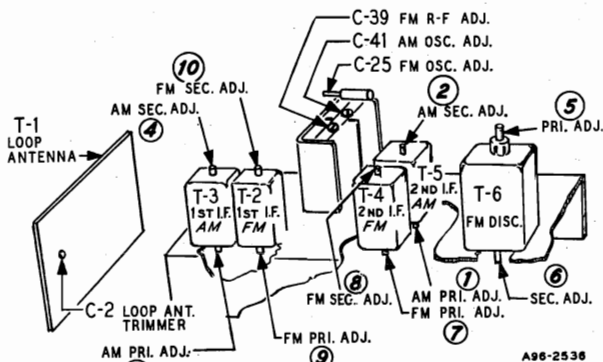 C-39 FM R-F ADJ.
C-41 AM OSC. ADJ.
C-25 FM OSC. ADJ.
10
FM SEC. ADJ.
AM SEC. ADJ.
4
T-1
LOOP
ANTENNA
2
AM SEC. ADJ.
5
PRI. ADJ.
T-3
1ST I.F.
AM
T-2
1ST I.F.
FM
T-4
2ND I.F.
FM
T-5
2ND I.F.
AM
T-6
FM DISC.
C-2 LOOP ANT.
TRIMMER
8
FM SEC. ADJ.
1
AM PRI. ADJ.
FM PRI. ADJ.
7
6
SEC. ADJ.
AM PRI. ADJ.
FM PRI. ADJ.
9
A96-2536